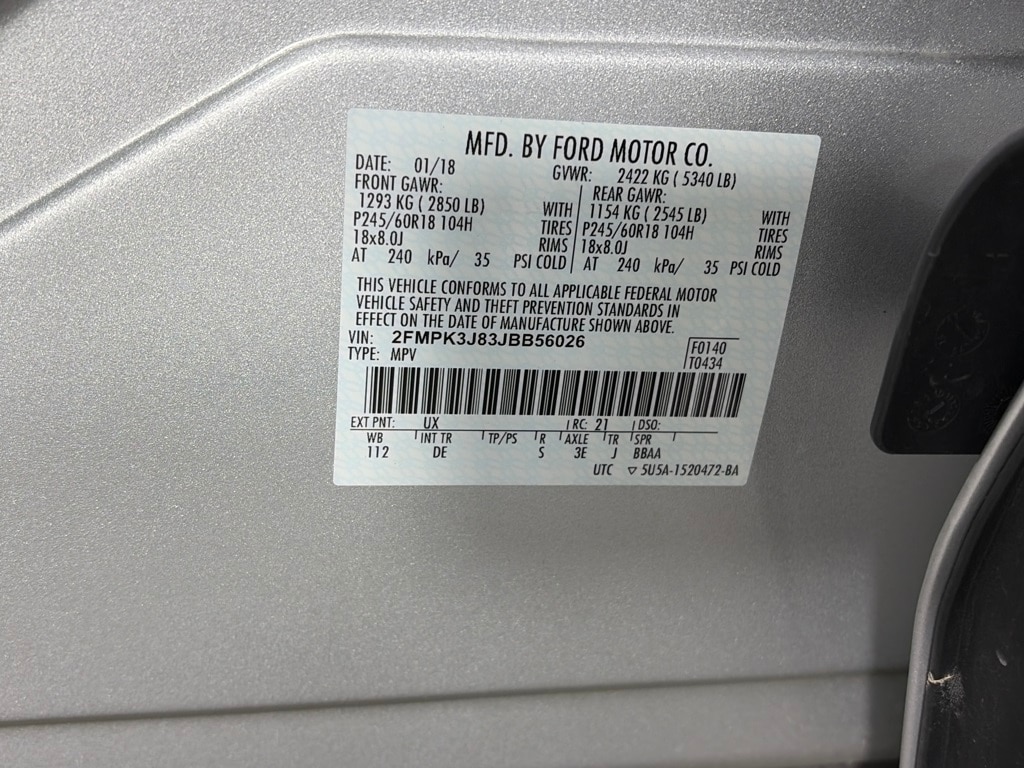 MFD. BY FORD MOTOR CO.
DATE: 01/18 GVWR: 2422 KG ( 5340 LB)
FRONT GAWR: REAR GAWR:
1293 KG ( 2850 LB) WITH 1154 KG ( 2545 LB) WITH
P245/60R18 104H TIRES P245/60R18 104H TIRES
18x8.0J RIMS 18x8.0J RIMS
AT 240 kPa/ 35 PSI COLD AT 240 kPa/ 35 PSI COLD
THIS VEHICLE CONFORMS TO ALL APPLICABLE FEDERAL MOTOR
VEHICLE SAFETY AND THEFT PREVENTION STANDARDS IN
EFFECT ON THE DATE OF MANUFACTURE SHOWN ABOVE.
VIN: 2FMPK3J83JBB56026
TYPE: MPV
F0140
T0434
EXT PNT: UX RC: 21 DSO:
WB INT TR TP/PS R AXLE TR SPR
112 DE S 3E J BBAA
UTC ▽ 5U5A-1520472-BA